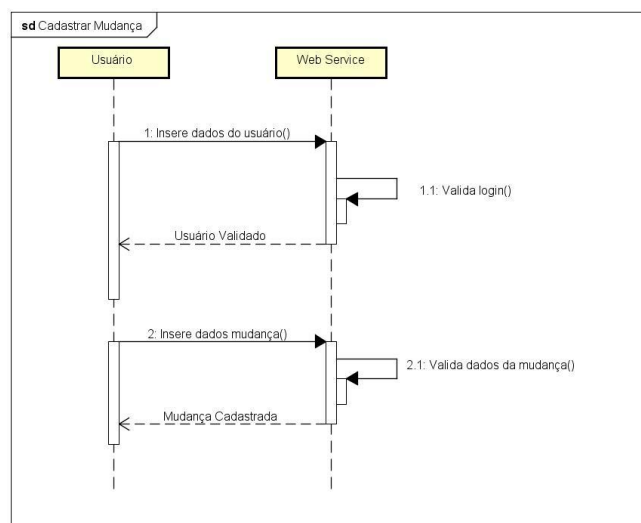 sd Cadastrar Mudança
Usuário
Web Service
1: Insere dados do usuário()
1.1: Valida login()
Usuário Validado
2: Insere dados mudança()
2.1: Valida dados da mudança()
Mudança Cadastrada